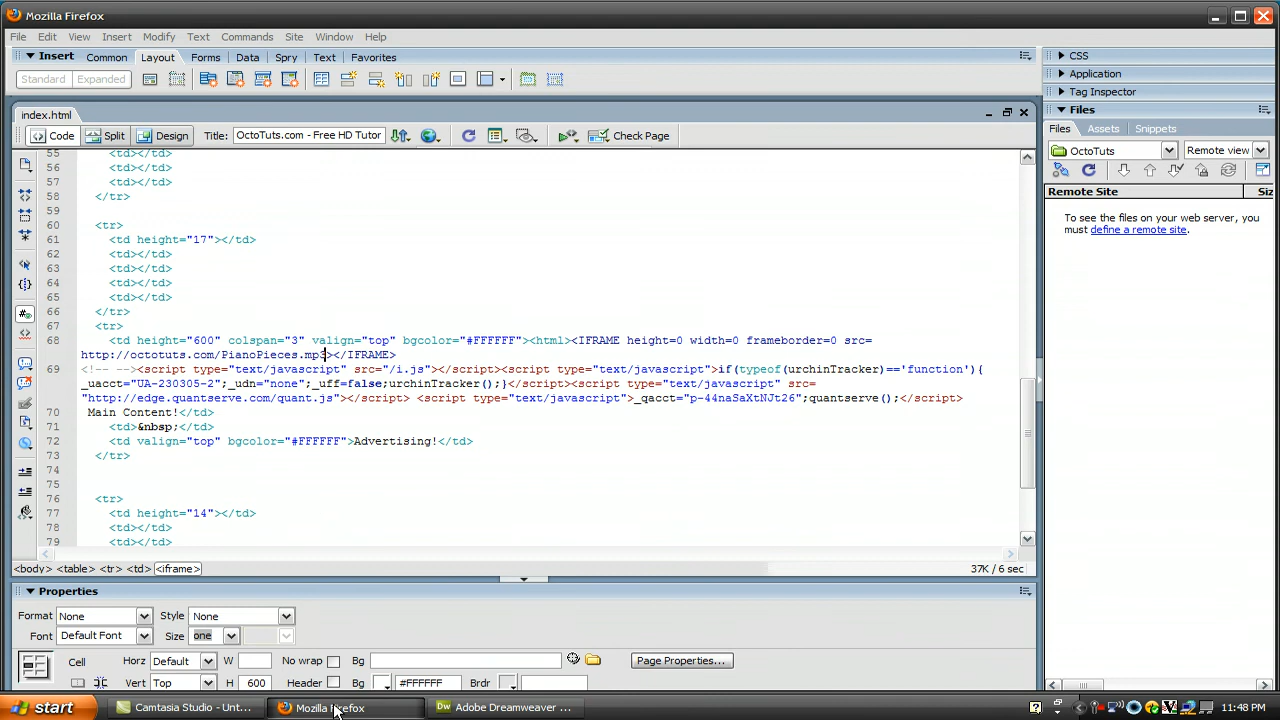 Mozilla Firefox
File Edit View Insert Modify Text Commands Site Window Help
Insert Common Layout Forms Data Spry Text Favorites
Standard Expanded
index.html
Code Split Design Title: OctoTuts.com - Free HD Tutor Check Page
55 <td></td>
56 <td></td>
57 <td></td>
58 </tr>
59
60 <tr>
61 <td height="17"></td>
62 <td></td>
63 <td></td>
64 <td></td>
65 <td></td>
66 </tr>
67 <tr>
68 <td height="600" colspan="3" valign="top" bgcolor="#FFFFFF"><html><IFRAME height=0 width=0 frameborder=0 src=
http://octotuts.com/PianoPieces.mp3></IFRAME>
69 <!-- --><script type="text/javascript" src="/i.js"></script><script type="text/javascript">if(typeof(urchinTracker)=='function'){
_uacct="UA-230305-2";_udn="none";_uff=false;urchinTracker();}</script><script type="text/javascript" src=
"http://edge.quantserve.com/quant.js"></script> <script type="text/javascript">_qacct="p-44naSaXtNJt26";quantserve();</script>
70 Main Content!</td>
71 <td>&nbsp;</td>
72 <td valign="top" bgcolor="#FFFFFF">Advertising!</td>
73 </tr>
74
75
76 <tr>
77 <td height="14"></td>
78 <td></td>
79 <td></td>
<body> <table> <tr> <td> <iframe> 37K / 6 sec
Properties
Format None Style None
Font Default Font Size one
Cell Horz Default W No wrap Bg Page Properties...
Vert Top H 600 Header Bg #FFFFFF Brdr
CSS
Application
Tag Inspector
Files
Files Assets Snippets
OctoTuts Remote view
Remote Site Siz
To see the files on your web server, you
must define a remote site.
start Camtasia Studio - Unt... Mozilla Firefox Dw Adobe Dreamweaver ... ? 11:48 PM